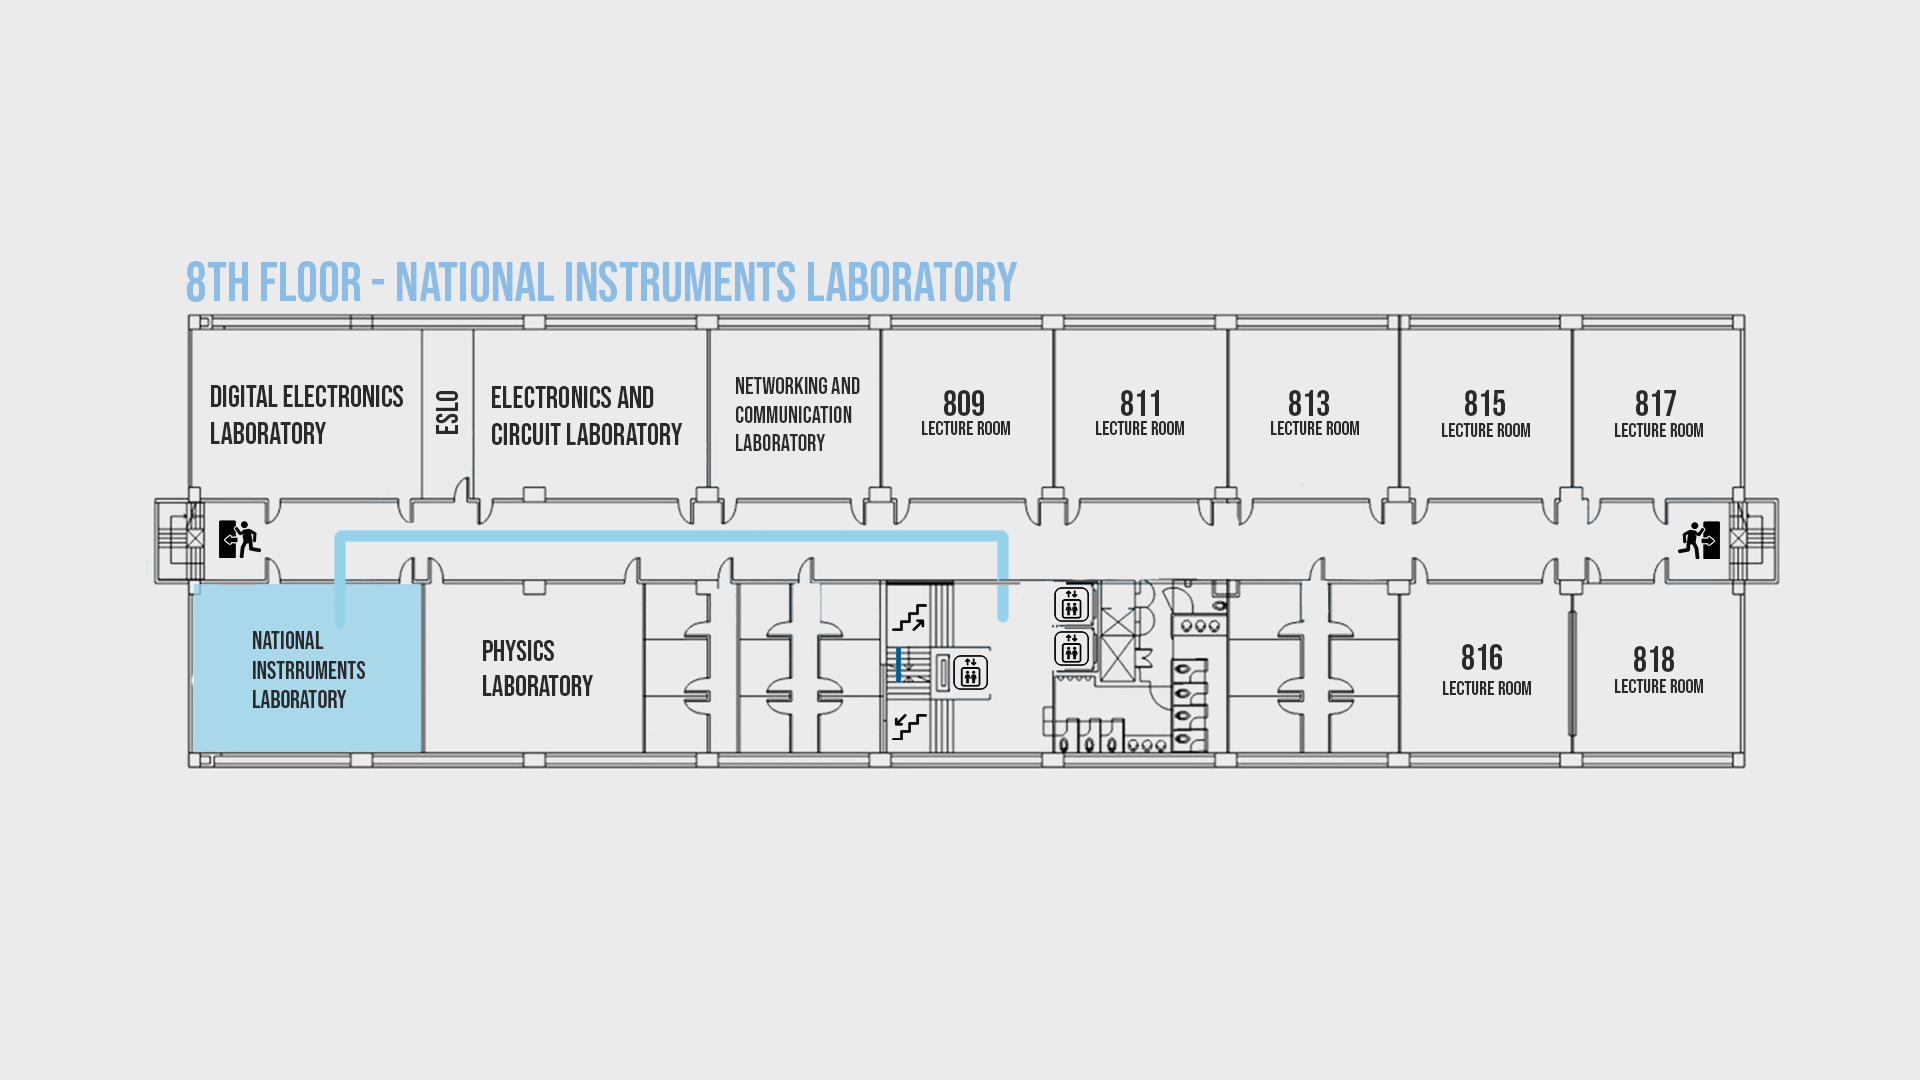 8TH FLOOR - NATIONAL INSTRUMENTS LABORATORY
DIGITAL ELECTRONICS
LABORATORY
ESLO
ELECTRONICS AND
CIRCUIT LABORATORY
NETWORKING AND
COMMUNICATION
LABORATORY
809
LECTURE ROOM
811
LECTURE ROOM
813
LECTURE ROOM
815
LECTURE ROOM
817
LECTURE ROOM
NATIONAL
INSTRRUMENTS
LABORATORY
PHYSICS
LABORATORY
816
LECTURE ROOM
818
LECTURE ROOM